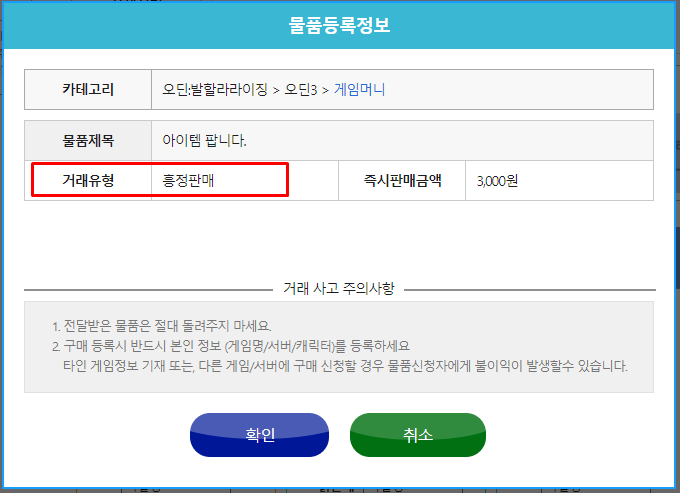 물품등록정보
카테고리 오딘:발할라라이징 > 오딘3 > 게임머니
물품제목 아이템 팝니다.
거래유형 흥정판매 즉시판매금액 3,000원
거래 사고 주의사항
1. 전달받은 물품은 절대 돌려주지 마세요.
2. 구매 등록시 반드시 본인 정보 (게임명/서버/캐릭터)를 등록하세요
타인 게임정보 기재 또는, 다른 게임/서버에 구매 신청할 경우 물품신청자에게 불이익이 발생할수 있습니다.
확인 취소